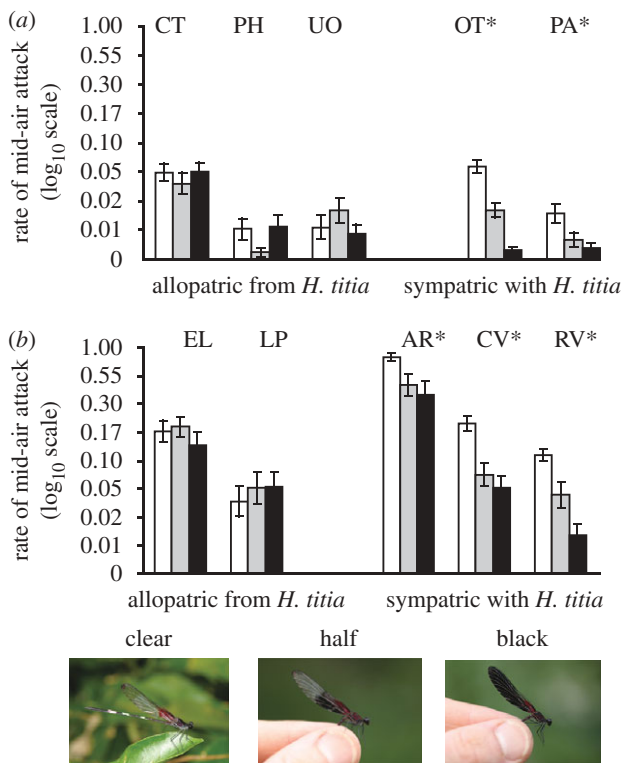 (a)
CT PH UO OT* PA*
rate of mid-air attack
(log10 scale)
1.00
0.55
0.30
0.17
0.10
0.05
0.02
0.01
0
allopatric from H. titia sympatric with H. titia
(b)
EL LP AR* CV* RV*
rate of mid-air attack
(log10 scale)
1.00
0.55
0.30
0.17
0.10
0.05
0.02
0.01
0
allopatric from H. titia sympatric with H. titia
clear half black